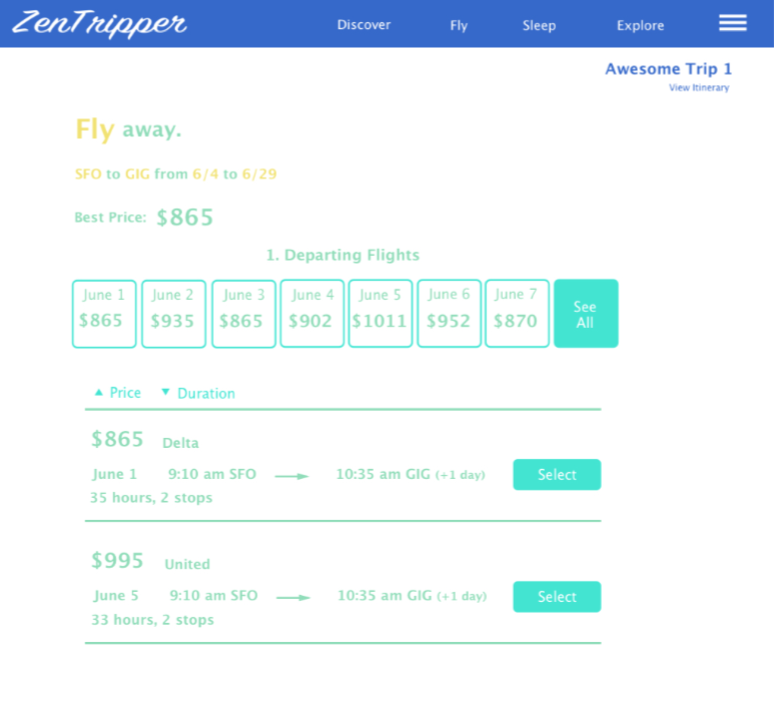 ZenTripper Discover Fly Sleep Explore
Awesome Trip 1
View Itinerary
Fly away.
SFO to GIG from 6/4 to 6/29
Best Price: $865
1. Departing Flights
June 1 June 2 June 3 June 4 June 5 June 6 June 7 See
$865 $935 $865 $902 $1011 $952 $870 All
Price Duration
$865 Delta
June 1 9:10 am SFO 10:35 am GIG (+1 day) Select
35 hours, 2 stops
$995 United
June 5 9:10 am SFO 10:35 am GIG (+1 day) Select
33 hours, 2 stops